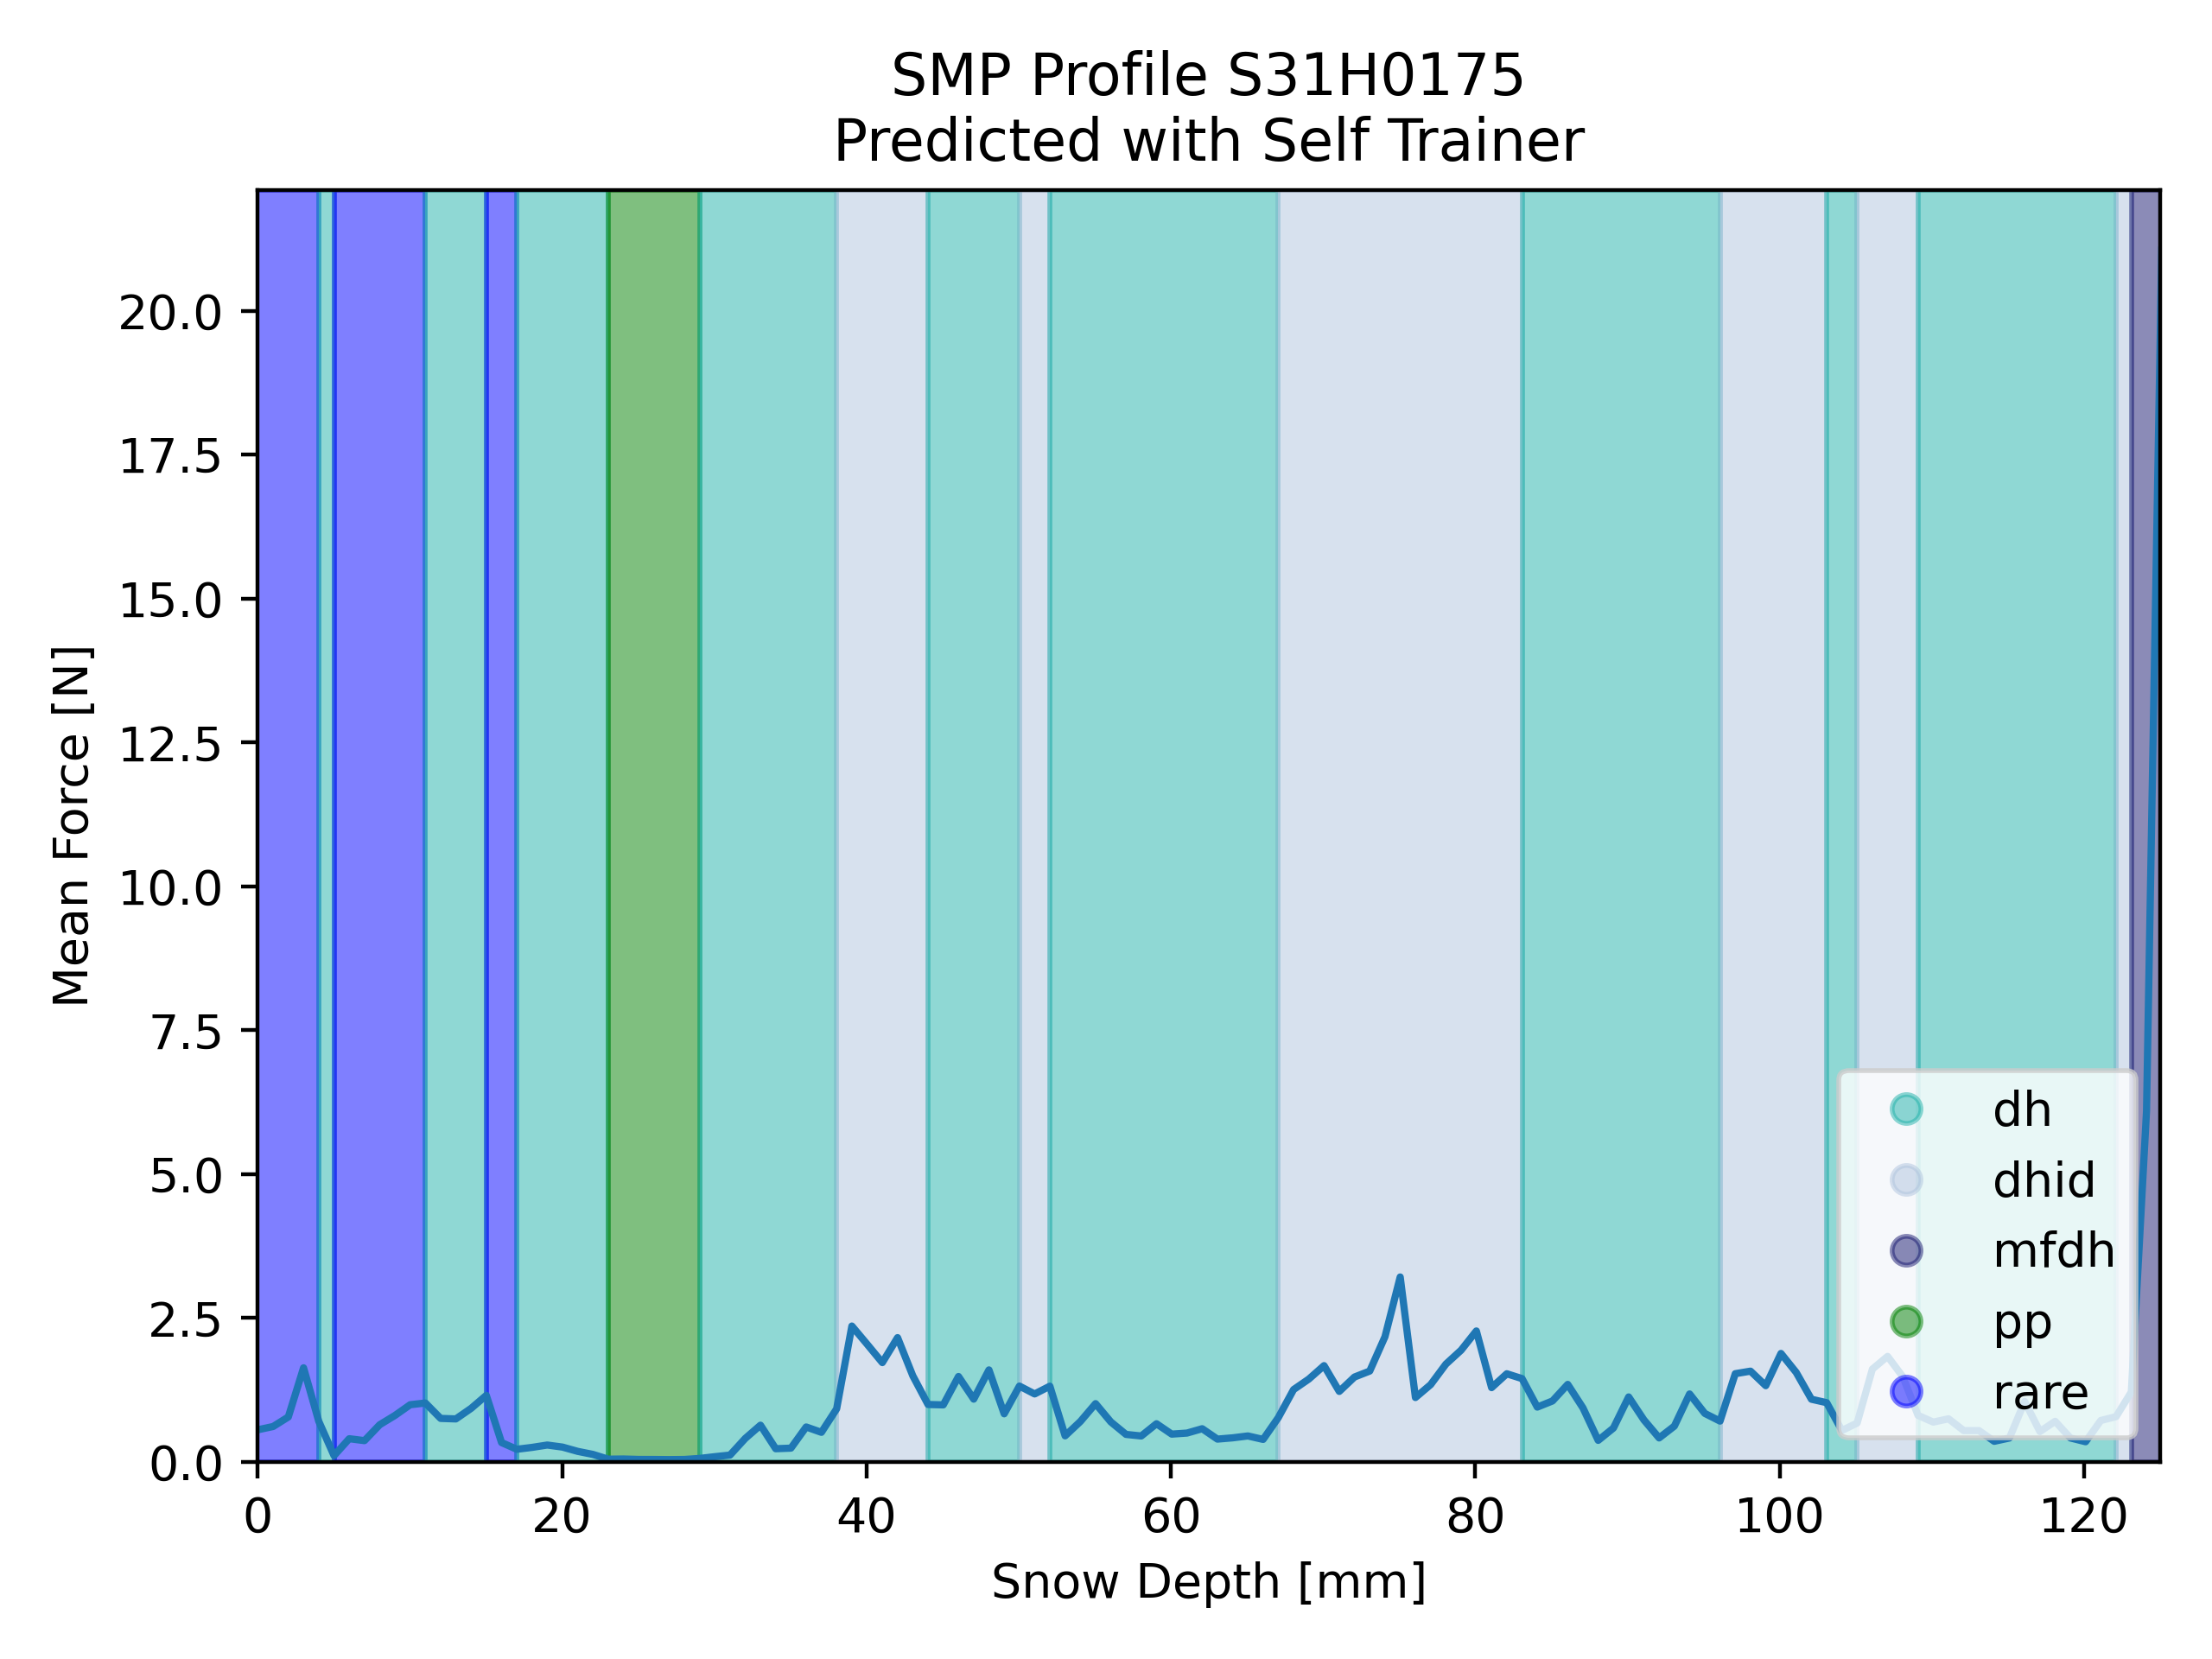 SMP Profile S31H0175
Predicted with Self Trainer
Mean Force [N]
20.0
17.5
15.0
12.5
10.0
7.5
5.0
2.5
0.0
dh
dhid
mfdh
pp
rare
0 20 40 60 80 100 120
Snow Depth [mm]